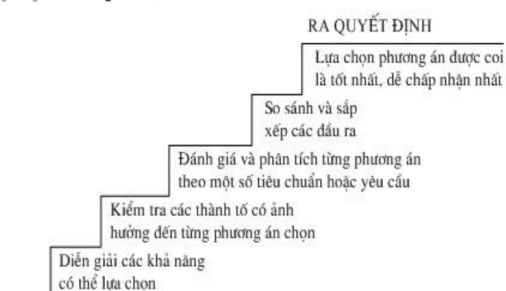 RA QUYẾT ĐỊNH
Lựa chọn phương án được coi
là tốt nhất, dễ chấp nhận nhất
So sánh và sắp
xếp các đầu ra
Đánh giá và phân tích từng phương án
theo một số tiêu chuẩn hoặc yêu cầu
Kiểm tra các thành tố có ảnh
hưởng đến từng phương án chọn
Diễn giải các khả năng
có thể lựa chọn